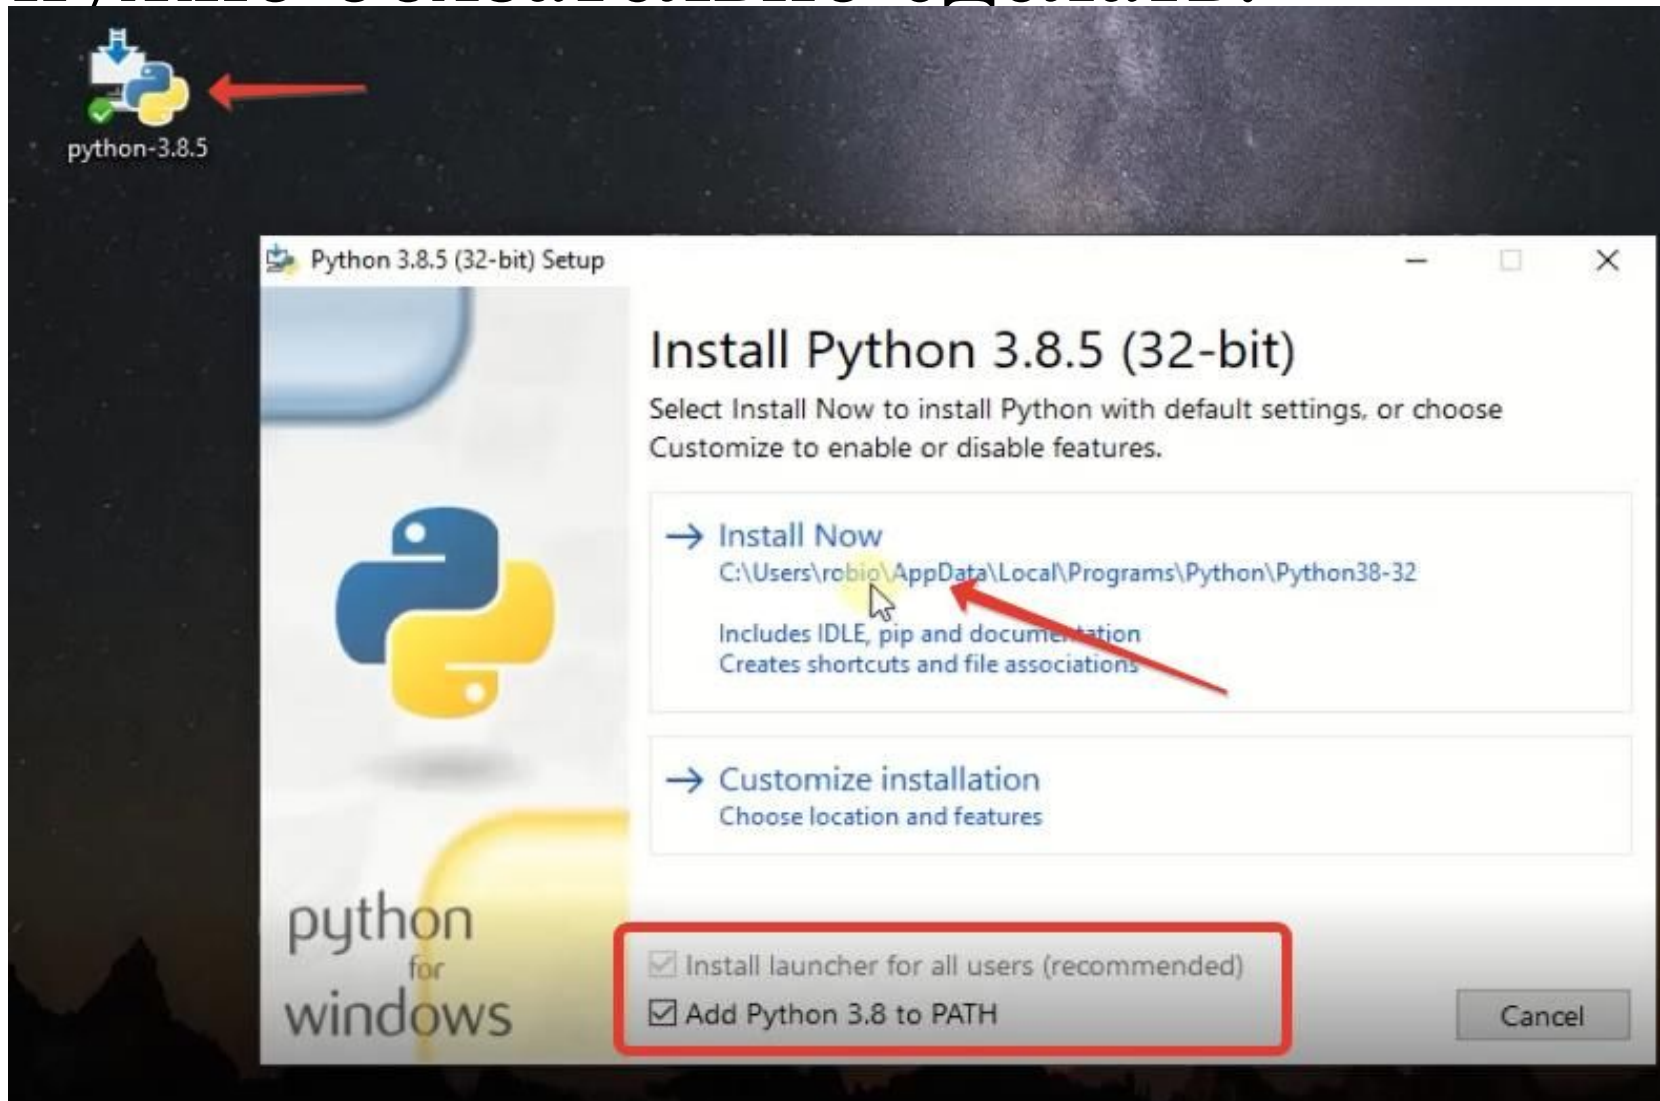 python-3.8.5
Python 3.8.5 (32-bit) Setup
Install Python 3.8.5 (32-bit)
Select Install Now to install Python with default settings, or choose
Customize to enable or disable features.
Install Now
C:\Users\robio\AppData\Local\Programs\Python\Python38-32
Includes IDLE, pip and documentation
Creates shortcuts and file associations
Customize installation
Choose location and features
python
for
windows
Install launcher for all users (recommended)
Add Python 3.8 to PATH
Cancel